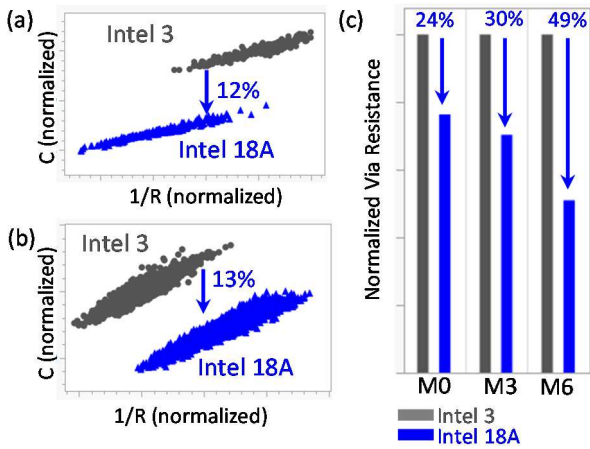 (a)
Intel 3
12%
Intel 18A
C (normalized)
1/R (normalized)
(b)
Intel 3
13%
Intel 18A
C (normalized)
1/R (normalized)
(c)
24% 30% 49%
Normalized Via Resistance
M0 M3 M6
Intel 3
Intel 18A